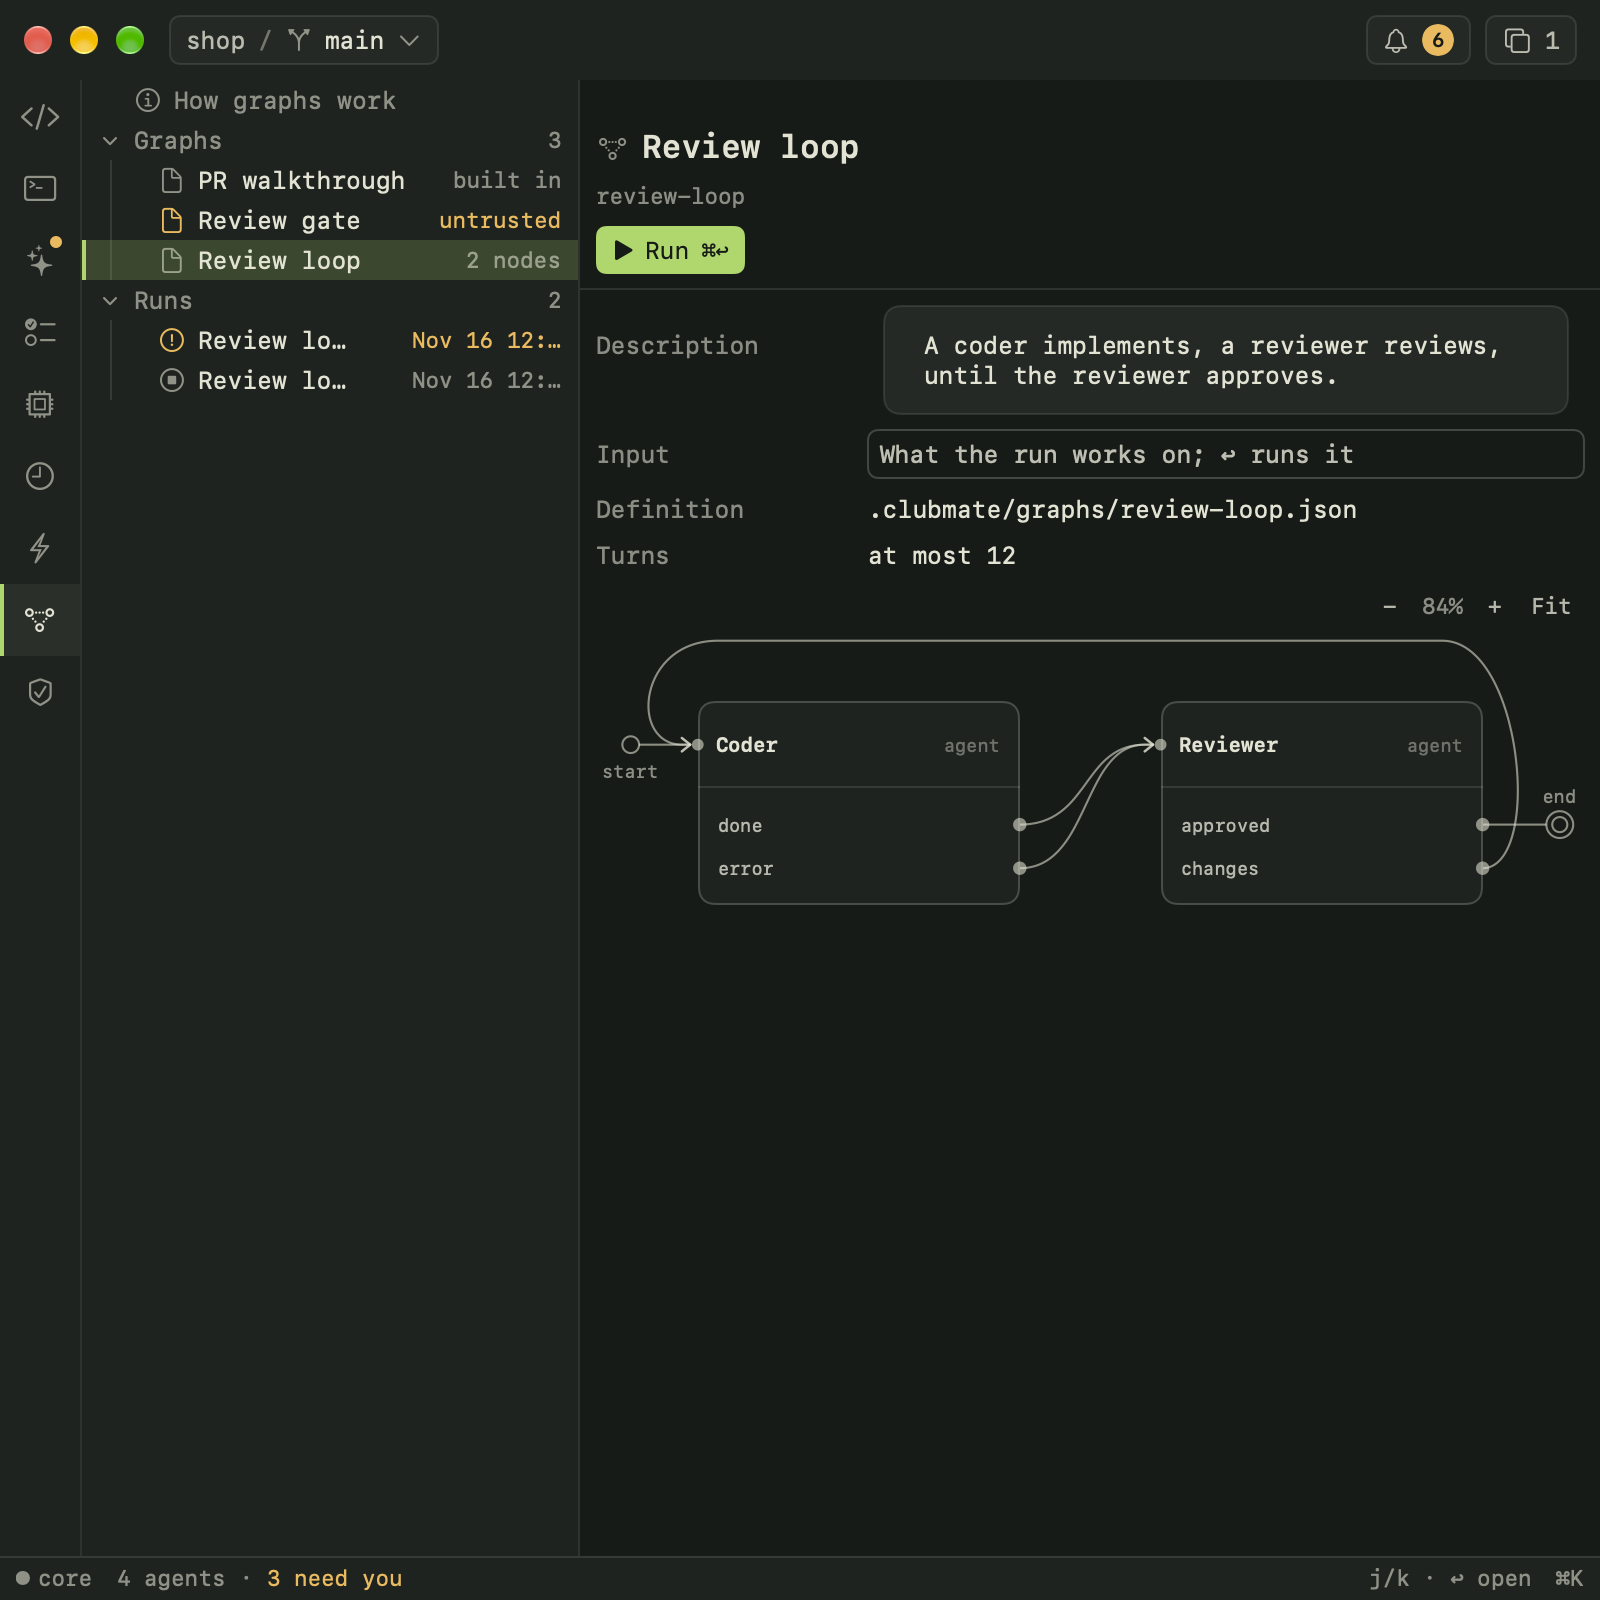 shop / main
6
1
How graphs work
Graphs 3
PR walkthrough built in
Review gate untrusted
Review loop 2 nodes
Runs 2
Review lo… Nov 16 12:…
Review lo… Nov 16 12:…
Review loop
review-loop
Run ⌘↩
Description
A coder implements, a reviewer reviews,
until the reviewer approves.
Input
What the run works on; ↩ runs it
Definition
.clubmate/graphs/review-loop.json
Turns
at most 12
− 84% + Fit
start
Coder agent
done
error
Reviewer agent
approved
changes
end
core 4 agents · 3 need you
j/k · ↩ open ⌘K